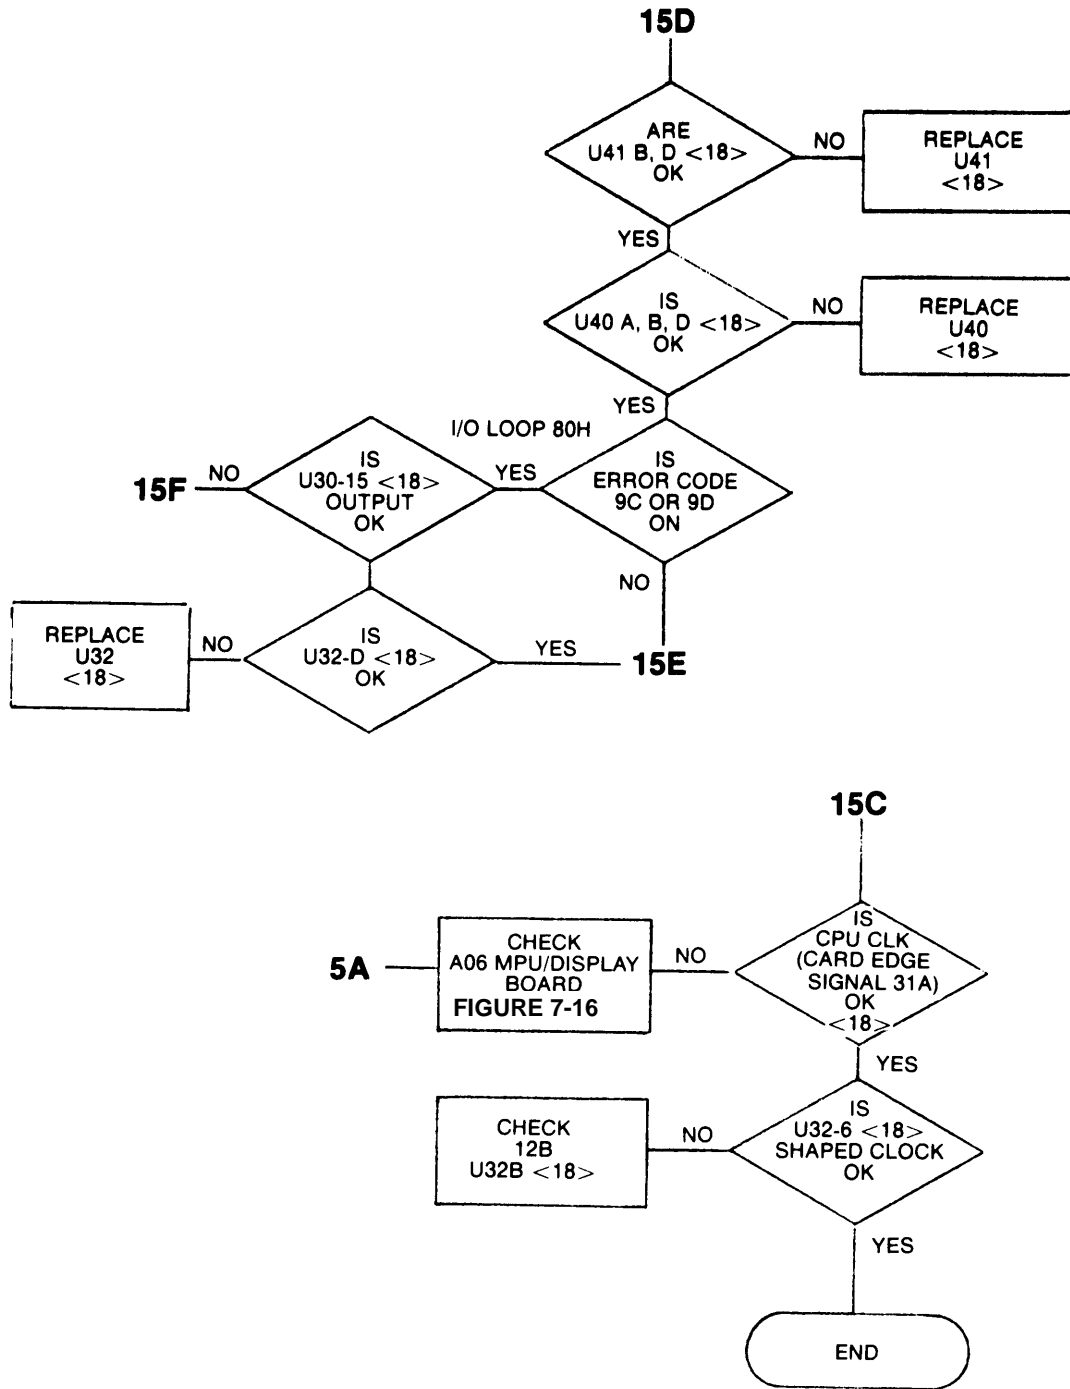 15D
ARE
U41 B, D <18>
OK
NO
REPLACE
U41
<18>
YES
IS
U40 A, B, D <18>
OK
NO
REPLACE
U40
<18>
YES
I/O LOOP 80H
IS
ERROR CODE
9C OR 9D
ON
YES
IS
U30-15 <18>
OUTPUT
OK
NO
15F
NO
IS
U32-D <18>
OK
NO
REPLACE
U32
<18>
YES
15E
15C
IS
CPU CLK
(CARD EDGE
SIGNAL 31A)
OK
<18>
NO
CHECK
A06 MPU/DISPLAY
BOARD
FIGURE 7-16
5A
YES
IS
U32-6 <18>
SHAPED CLOCK
OK
NO
CHECK
12B
U32B <18>
YES
END